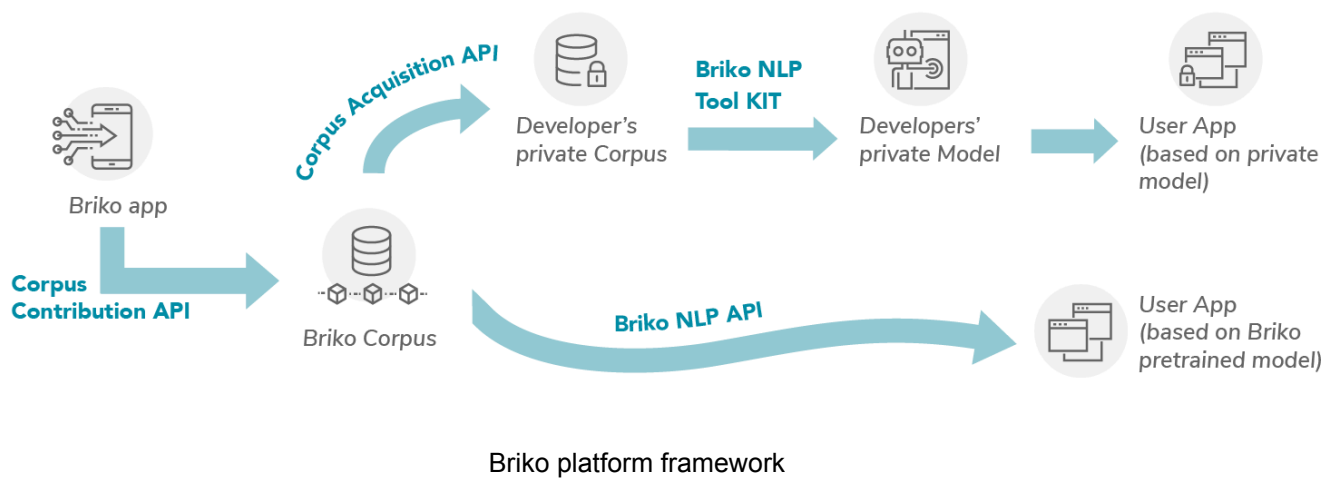 Corpus Acquisition API
Briko NLP
Tool KIT
Developer's
private Corpus
Developers'
private Model
User App
(based on private
model)
Briko app
Corpus
Contribution API
Briko Corpus
Briko NLP API
User App
(based on Briko
pretrained model)
Briko platform framework